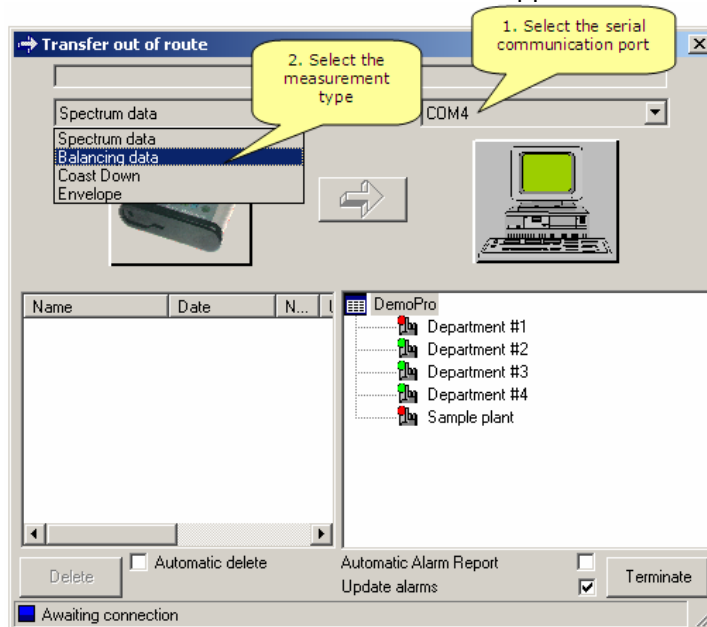 1. Select the serial
communication port
Transfer out of route
2. Select the
measurement
type
Spectrum data
COM4
Spectrum data
Balancing data
Coast Down
Envelope
Name Date N...
DemoPro
Department #1
Department #2
Department #3
Department #4
Sample plant
Delete
Automatic delete
Automatic Alarm Report
Update alarms
Terminate
Awaiting connection